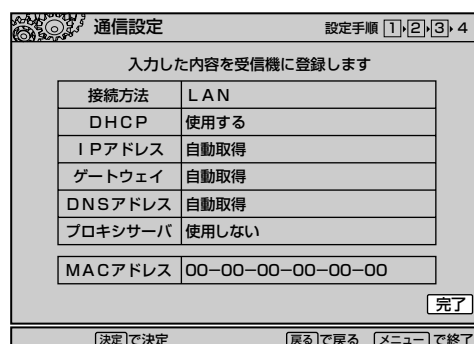 通信設定 設定手順 1 2 3 4
入力した内容を受信機に登録します
接続方法 LAN
DHCP 使用する
IPアドレス 自動取得
ゲートウェイ 自動取得
DNSアドレス 自動取得
プロキシサーバ 使用しない
MACアドレス 00-00-00-00-00-00
完了
決定で決定 戻るで戻る メニューで終了